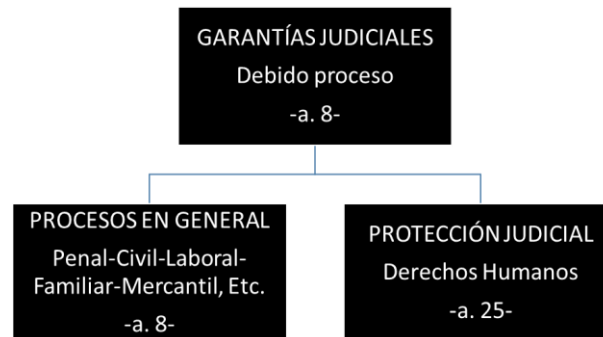 GARANTÍAS JUDICIALES
Debido proceso
-a. 8-
PROCESOS EN GENERAL
Penal-Civil-Laboral-
Familiar-Mercantil, Etc.
-a. 8-
PROTECCIÓN JUDICIAL
Derechos Humanos
-a. 25-